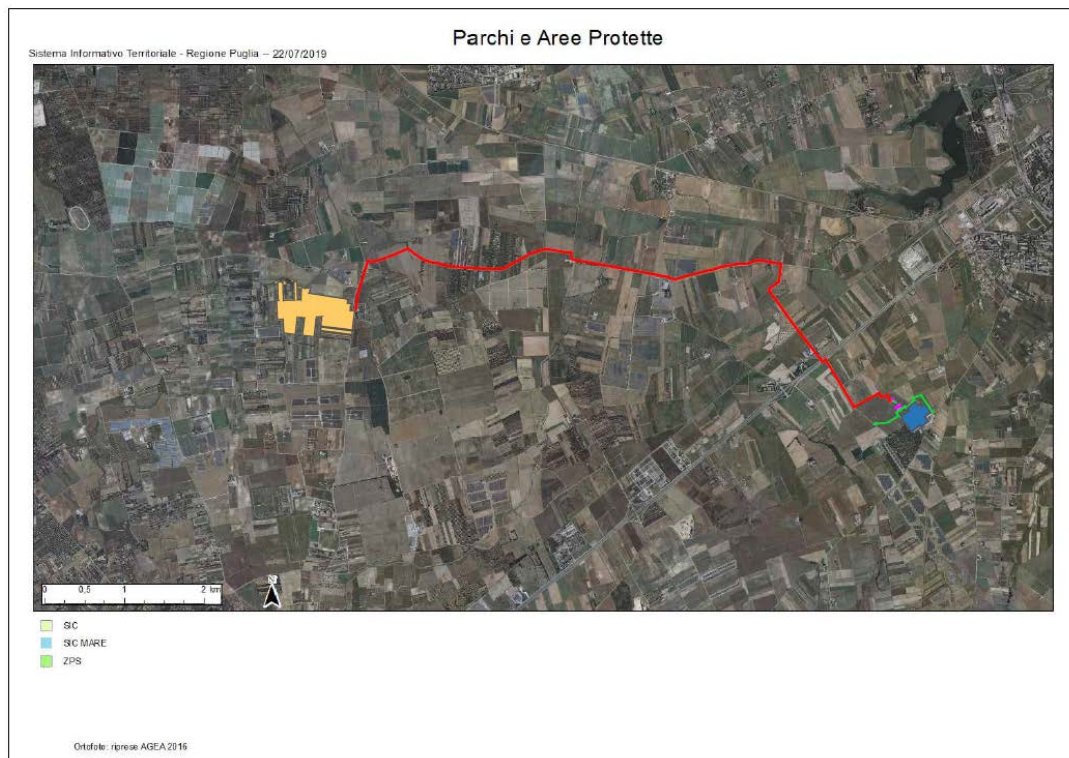 Parchi e Aree Protette
Sistema Informativo Territoriale - Regione Puglia -- 22/07/2019
0 0,5 1 2 km
N
SIC
SIC MARE
ZPS
Ortofoto: riprese AGEA 2016